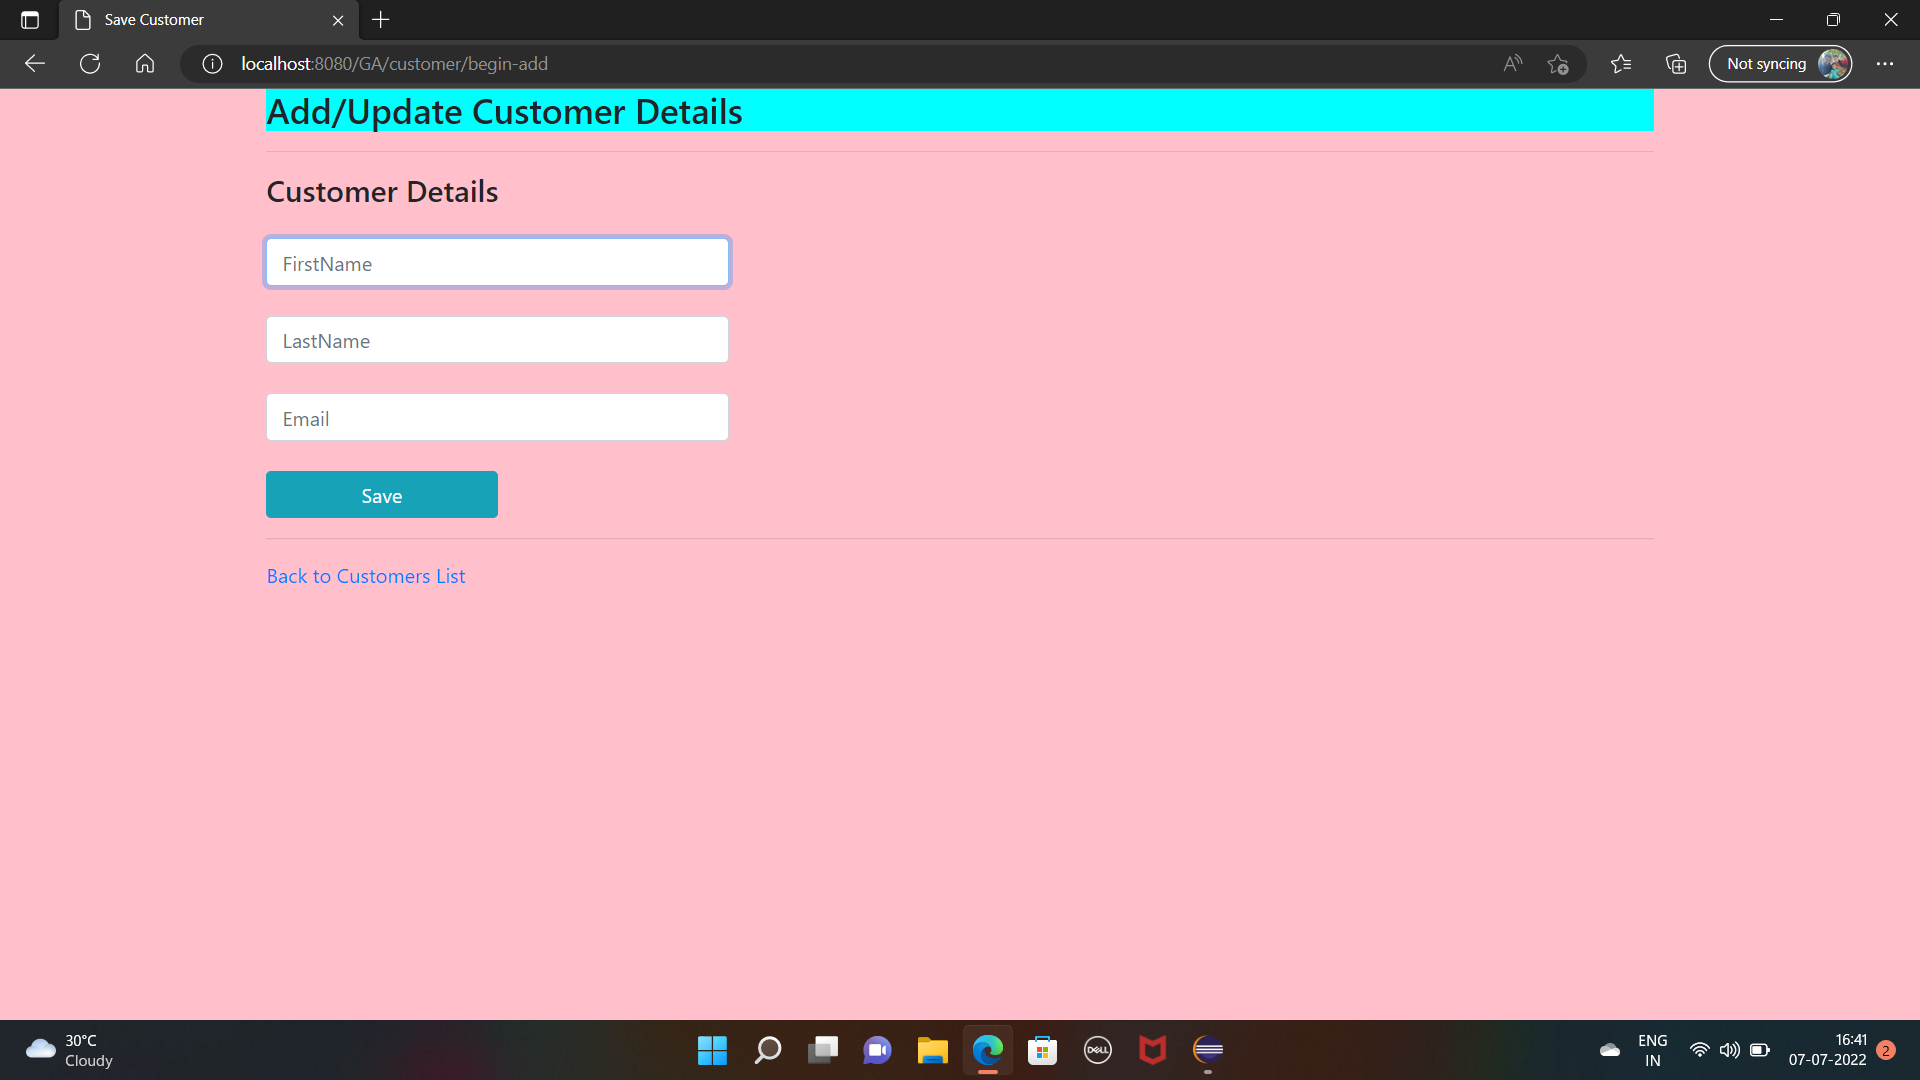 Save Customer
localhost:8080/GA/customer/begin-add
Not syncing
Add/Update Customer Details
Customer Details
FirstName
LastName
Email
Save
Back to Customers List
30°C
Cloudy
DELL
ENG
IN
16:41
07-07-2022
2